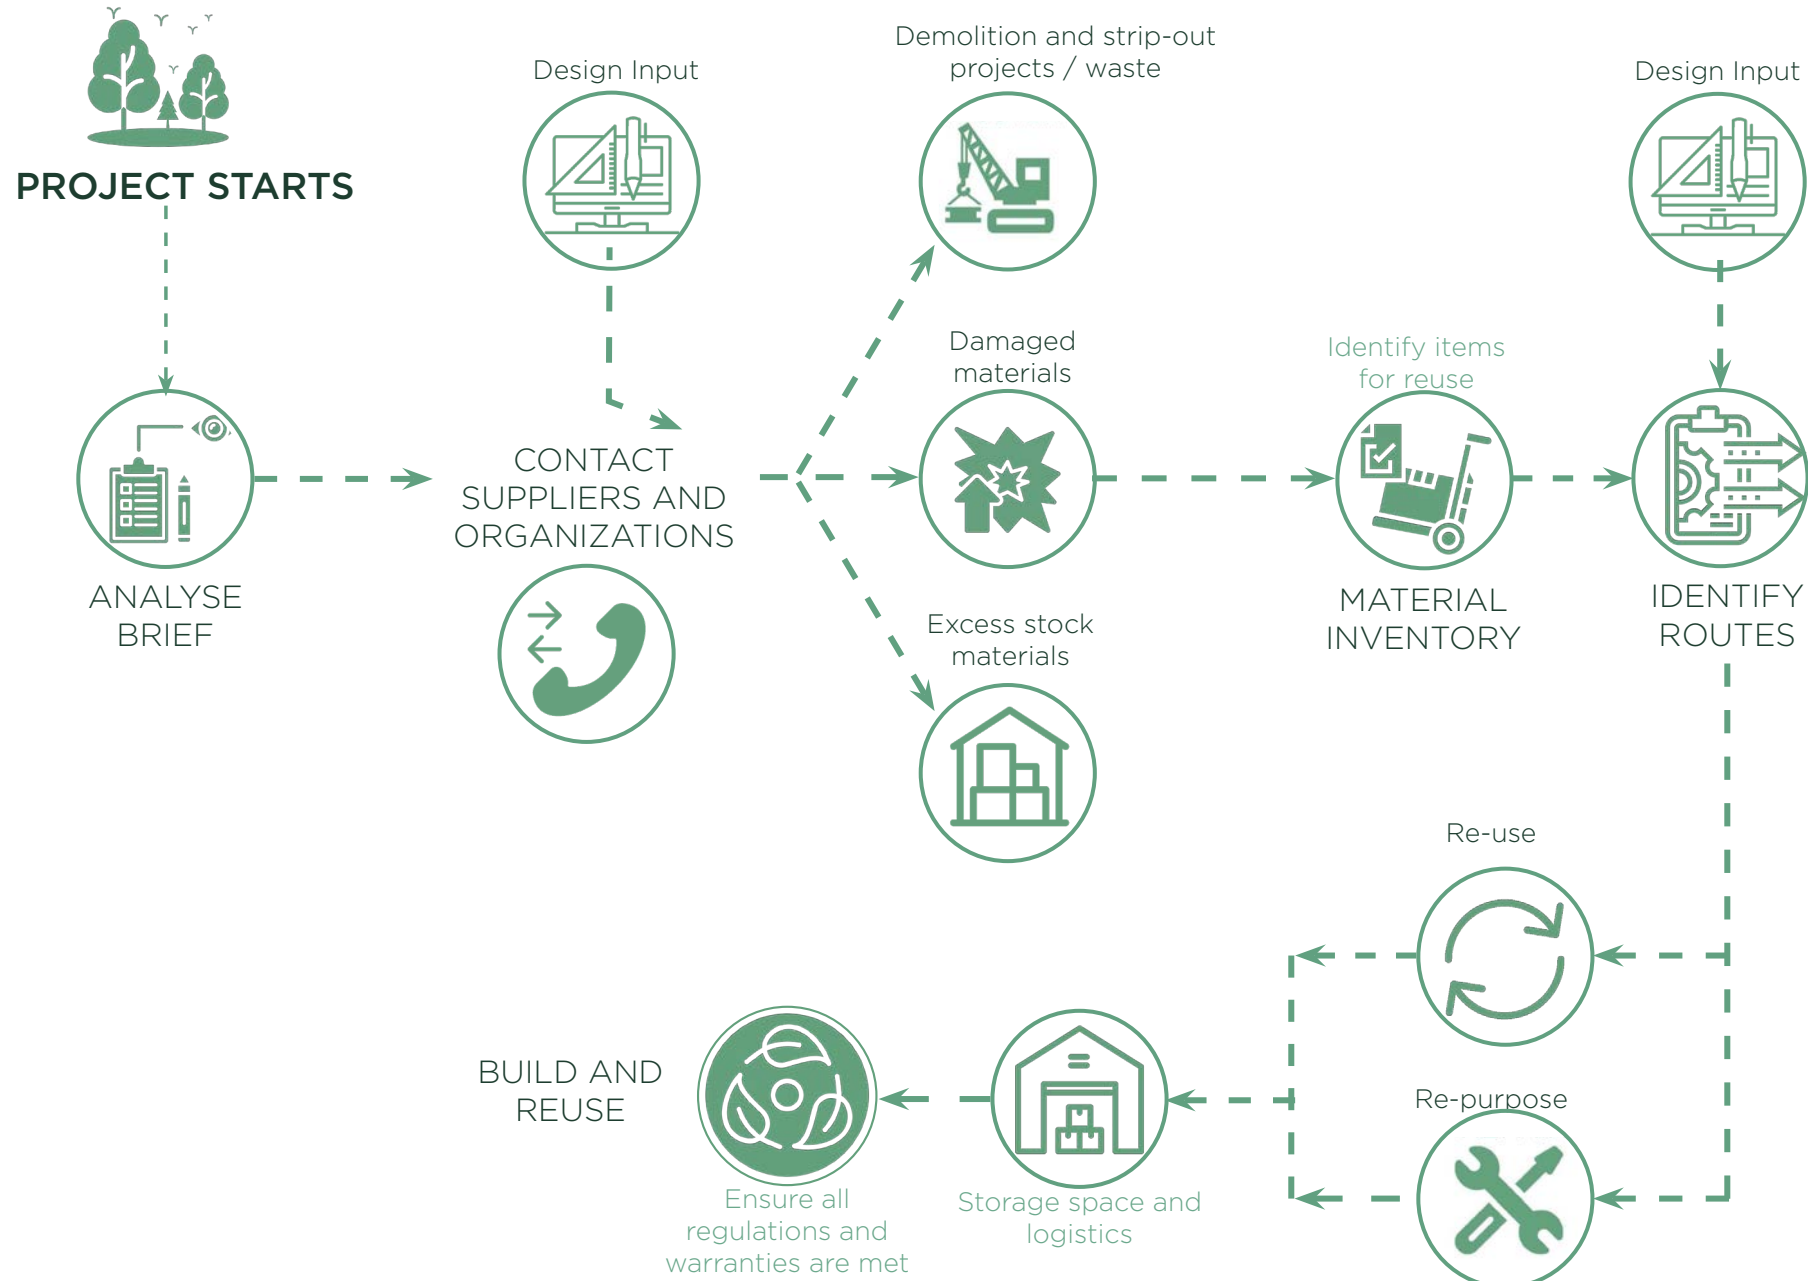 PROJECT STARTS
ANALYSE
BRIEF
Design Input
CONTACT
SUPPLIERS AND
ORGANIZATIONS
Demolition and strip-out
projects / waste
Damaged
materials
Excess stock
materials
Identify items
for reuse
MATERIAL
INVENTORY
Design Input
IDENTIFY
ROUTES
Re-use
Re-purpose
Storage space and
logistics
BUILD AND
REUSE
Ensure all
regulations and
warranties are met